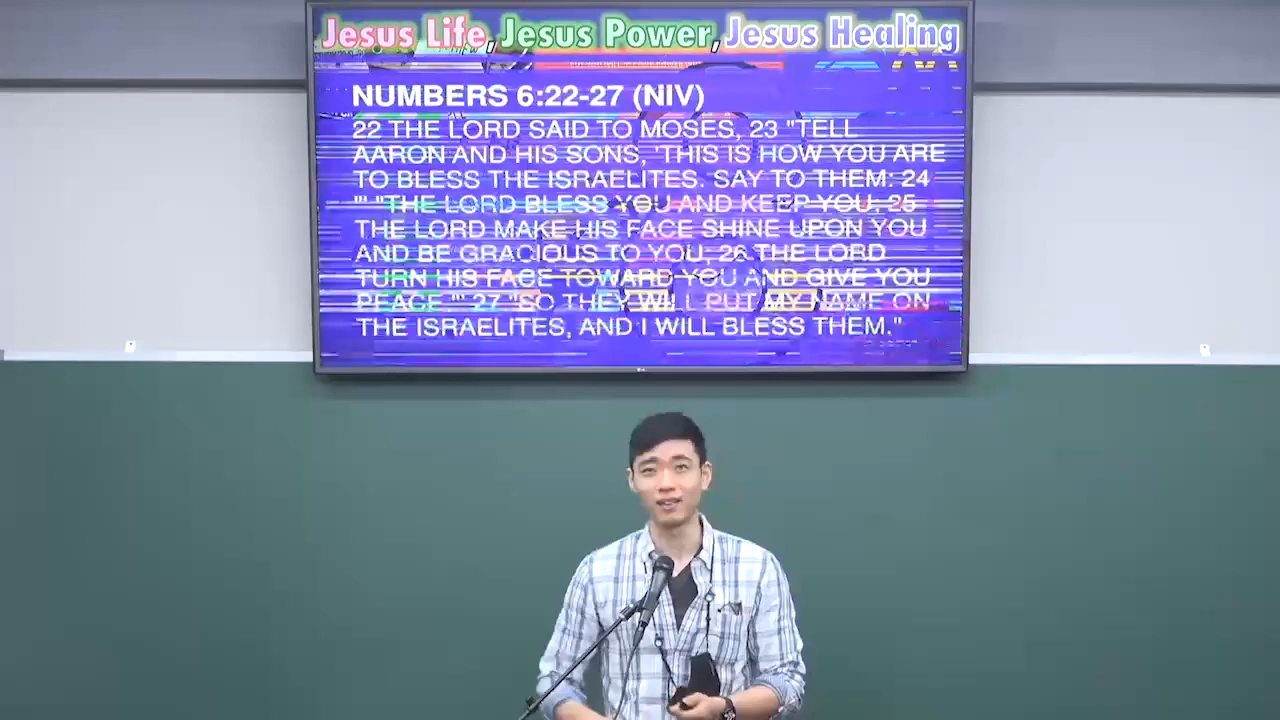 Jesus Life, Jesus Power, Jesus Healing
NUMBERS 6:22-27 (NIV)
22 THE LORD SAID TO MOSES, 23 "TELL
AARON AND HIS SONS, 'THIS IS HOW YOU ARE
TO BLESS THE ISRAELITES. SAY TO THEM: 24
"' "THE LORD BLESS YOU AND KEEP YOU; 25
THE LORD MAKE HIS FACE SHINE UPON YOU
AND BE GRACIOUS TO YOU; 26 THE LORD
TURN HIS FACE TOWARD YOU AND GIVE YOU
PEACE."' 27 "SO THEY WILL PUT MY NAME ON
THE ISRAELITES, AND I WILL BLESS THEM."
LG